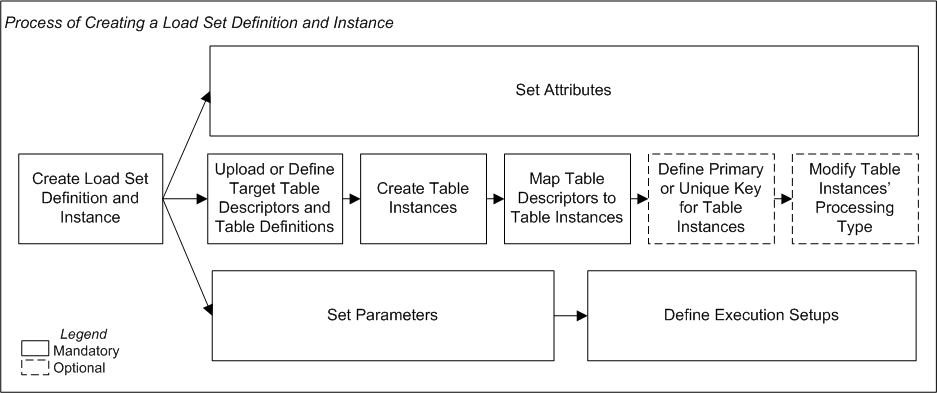 Process of Creating a Load Set Definition and Instance
Set Attributes
Create Load Set
Definition and
Instance
Upload or Define
Target Table
Descriptors and
Table Definitions
Create Table
Instances
Map Table
Descriptors to
Table Instances
Define Primary
or Unique Key
for Table
Instances
Modify Table
Instances'
Processing
Type
Set Parameters
Define Execution Setups
Legend
Mandatory
Optional